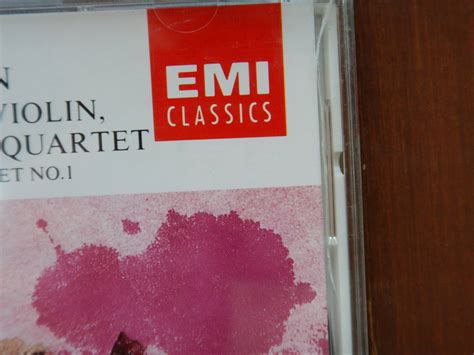 N
VIOLIN,
QUARTET
ET NO.1
EMI
CLASSICS